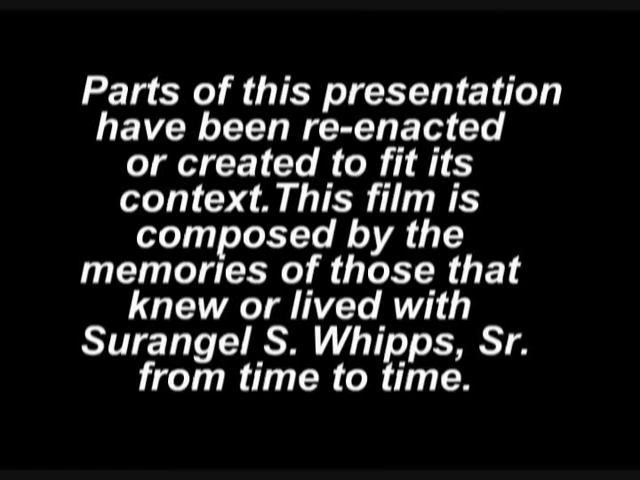 Parts of this presentation
have been re-enacted
or created to fit its
context.This film is
composed by the
memories of those that
knew or lived with
Surangel S. Whipps, Sr.
from time to time.